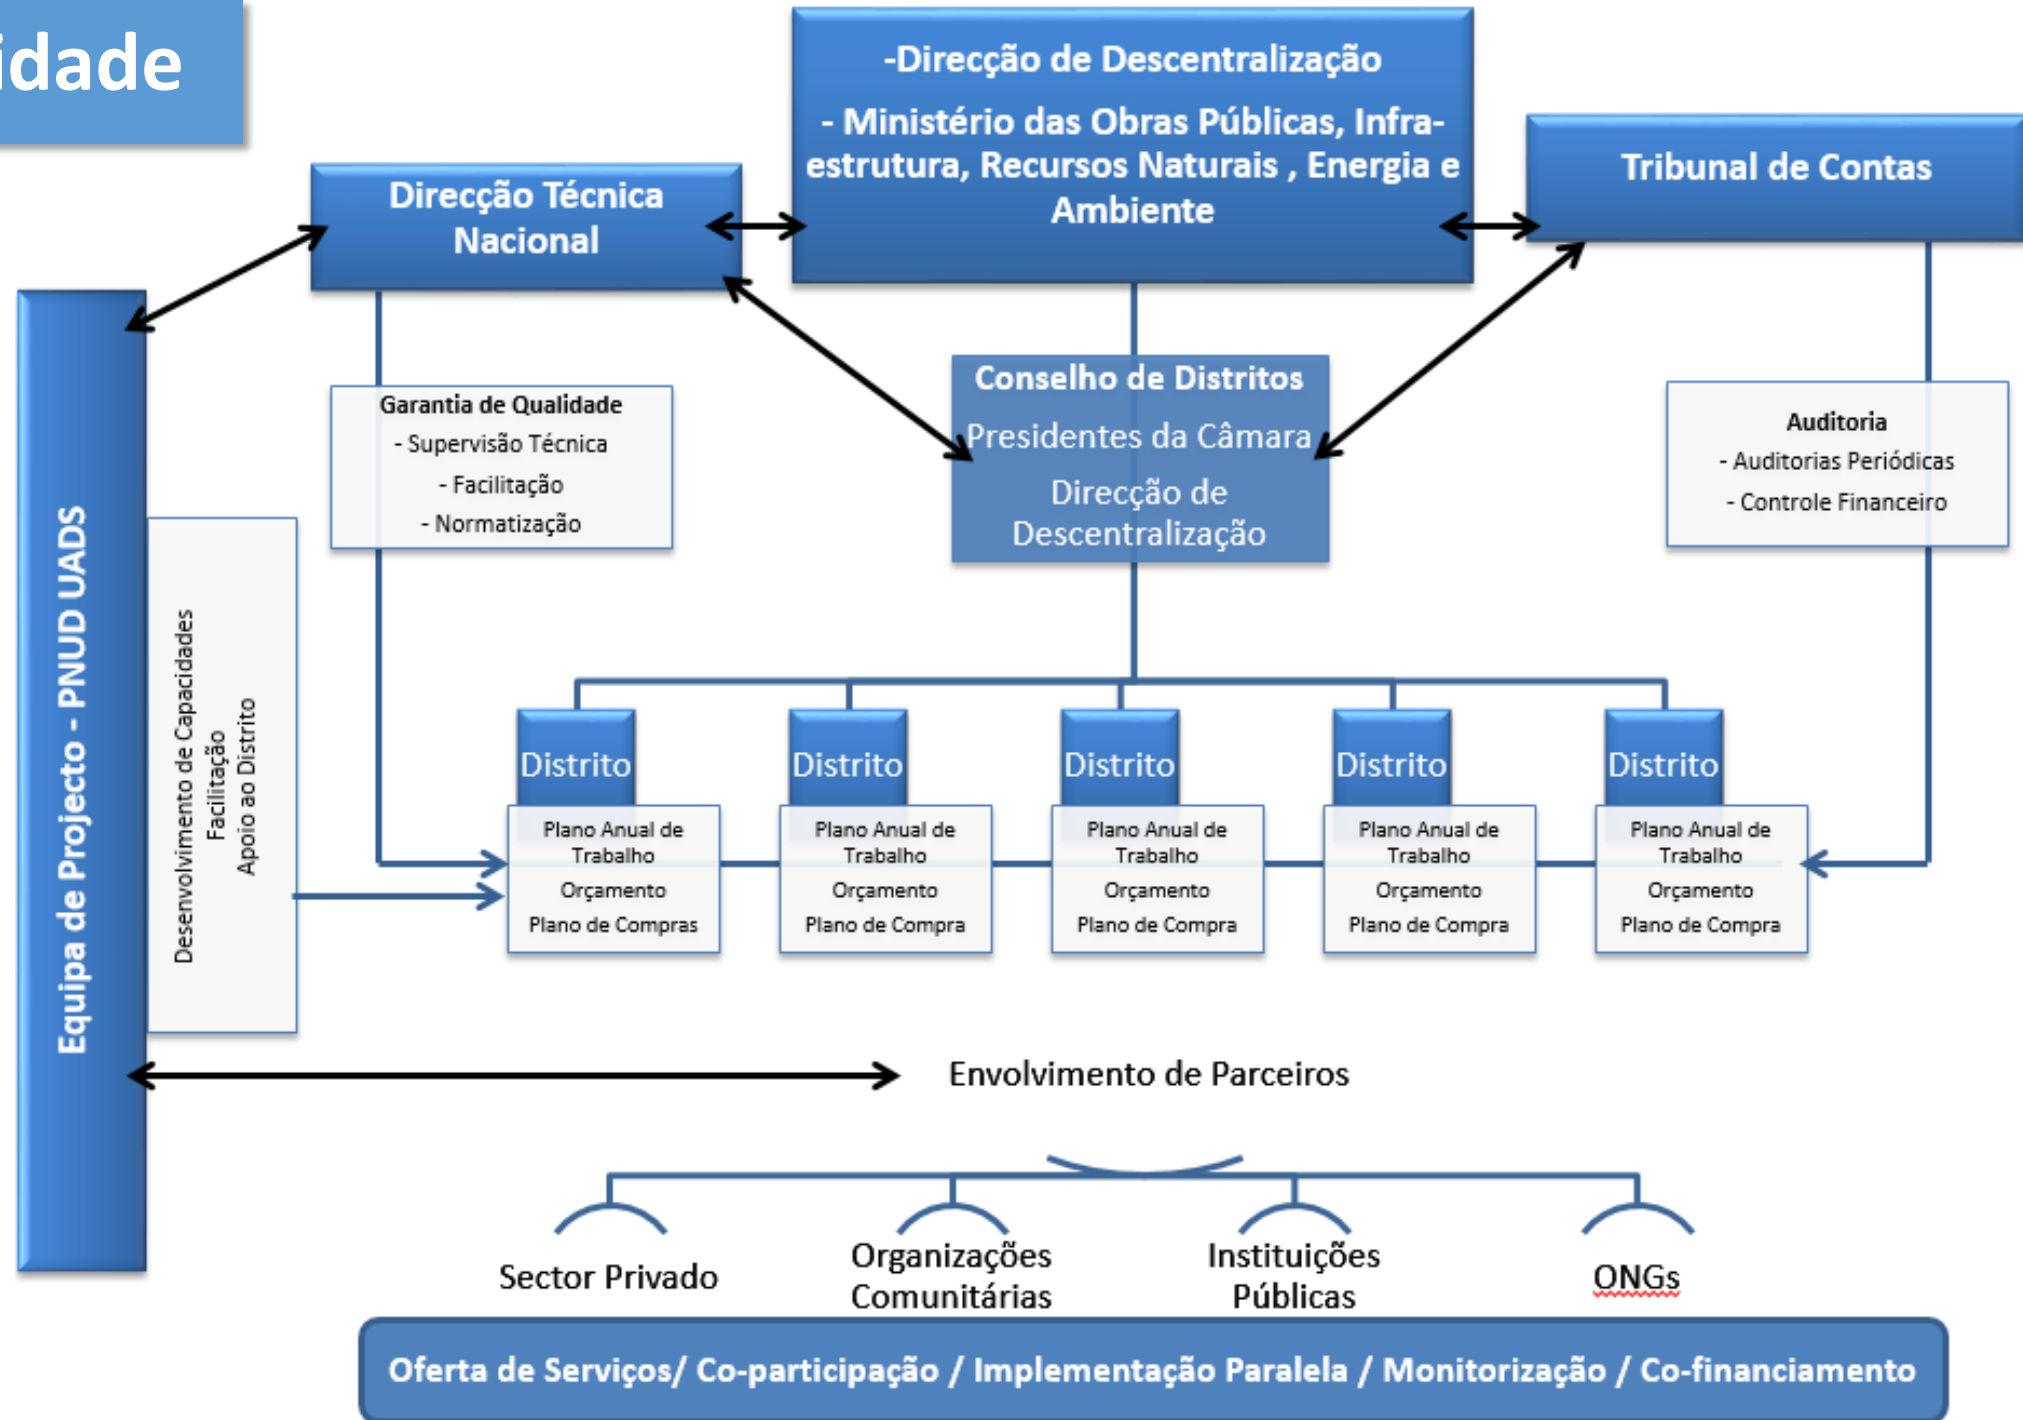 idade
-Direcção de Descentralização
- Ministério das Obras Públicas, Infra-
estrutura, Recursos Naturais , Energia e
Ambiente
Direcção Técnica
Nacional
Tribunal de Contas
Conselho de Distritos
Presidentes da Câmara
Direcção de
Descentralização
Garantia de Qualidade
- Supervisão Técnica
- Facilitação
- Normatização
Auditoria
- Auditorias Periódicas
- Controle Financeiro
Equipa de Projecto - PNUD UADS
Desenvolvimento de Capacidades
Facilitação
Apoio ao Distrito
Distrito
Plano Anual de
Trabalho
Orçamento
Plano de Compras
Distrito
Plano Anual de
Trabalho
Orçamento
Plano de Compra
Distrito
Plano Anual de
Trabalho
Orçamento
Plano de Compra
Distrito
Plano Anual de
Trabalho
Orçamento
Plano de Compra
Distrito
Plano Anual de
Trabalho
Orçamento
Plano de Compra
Envolvimento de Parceiros
Sector Privado
Organizações
Comunitárias
Instituições
Públicas
ONGs
Oferta de Serviços/ Co-participação / Implementação Paralela / Monitorização / Co-financiamento